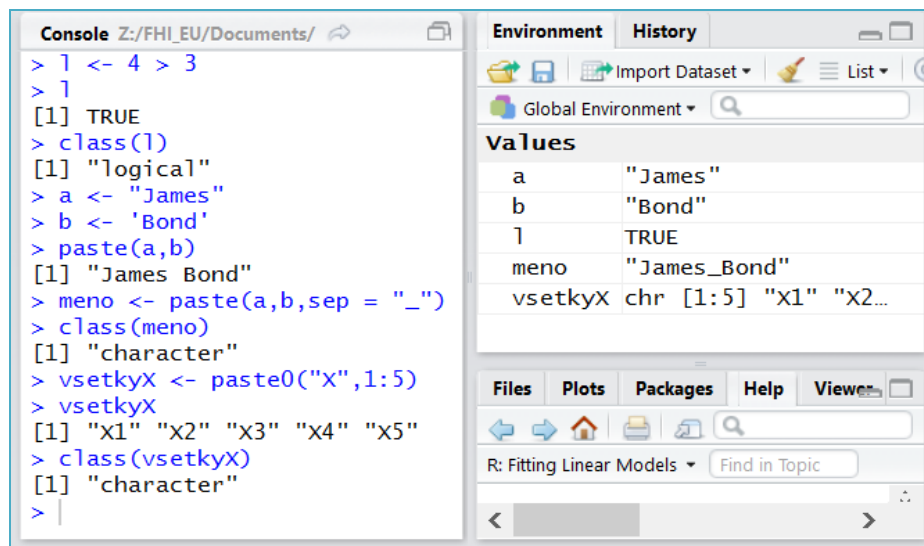 Console Z:/FHI_EU/Documents/
> l <- 4 > 3
> l
[1] TRUE
> class(l)
[1] "logical"
> a <- "James"
> b <- 'Bond'
> paste(a,b)
[1] "James Bond"
> meno <- paste(a,b,sep = "_")
> class(meno)
[1] "character"
> vsetkyX <- paste0("X",1:5)
> vsetkyX
[1] "X1" "X2" "X3" "X4" "X5"
> class(vsetkyX)
[1] "character"
>
Environment History
Import Dataset List
Global Environment
Values
a "James"
b "Bond"
l TRUE
meno "James_Bond"
vsetkyX chr [1:5] "X1" "X2…
Files Plots Packages Help Viewer
R: Fitting Linear Models Find in Topic